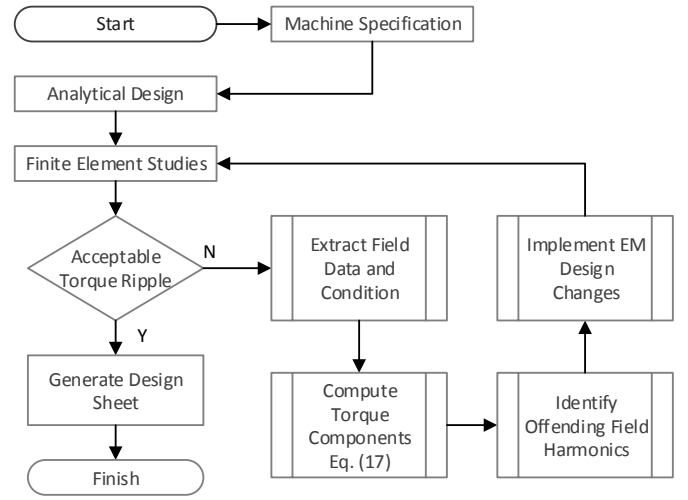 Start
Machine Specification
Analytical Design
Finite Element Studies
Acceptable
Torque Ripple
N
Y
Extract Field
Data and
Condition
Implement EM
Design
Changes
Generate Design
Sheet
Compute
Torque
Components
Eq. (17)
Identify
Offending Field
Harmonics
Finish